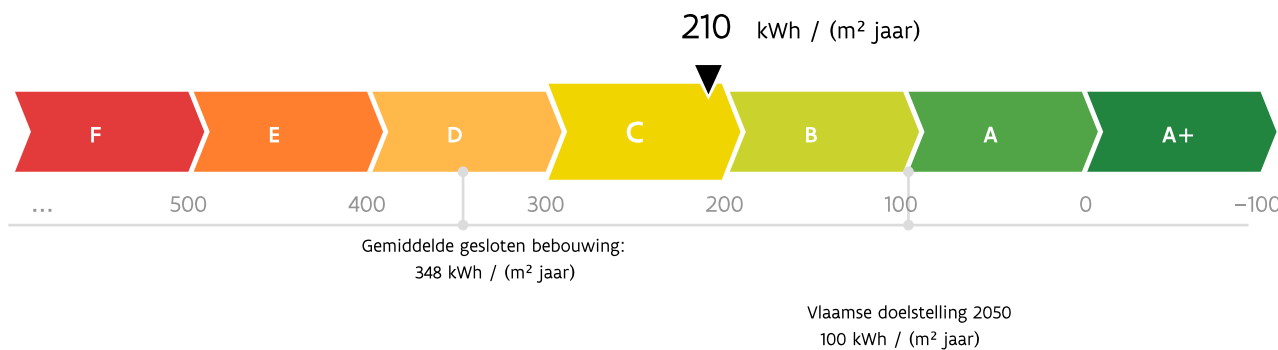 210 kWh / (m² jaar)
F E D C B A A+
... 500 400 300 200 100 0 –100
Gemiddelde gesloten bebouwing:
348 kWh / (m² jaar)
Vlaamse doelstelling 2050
100 kWh / (m² jaar)